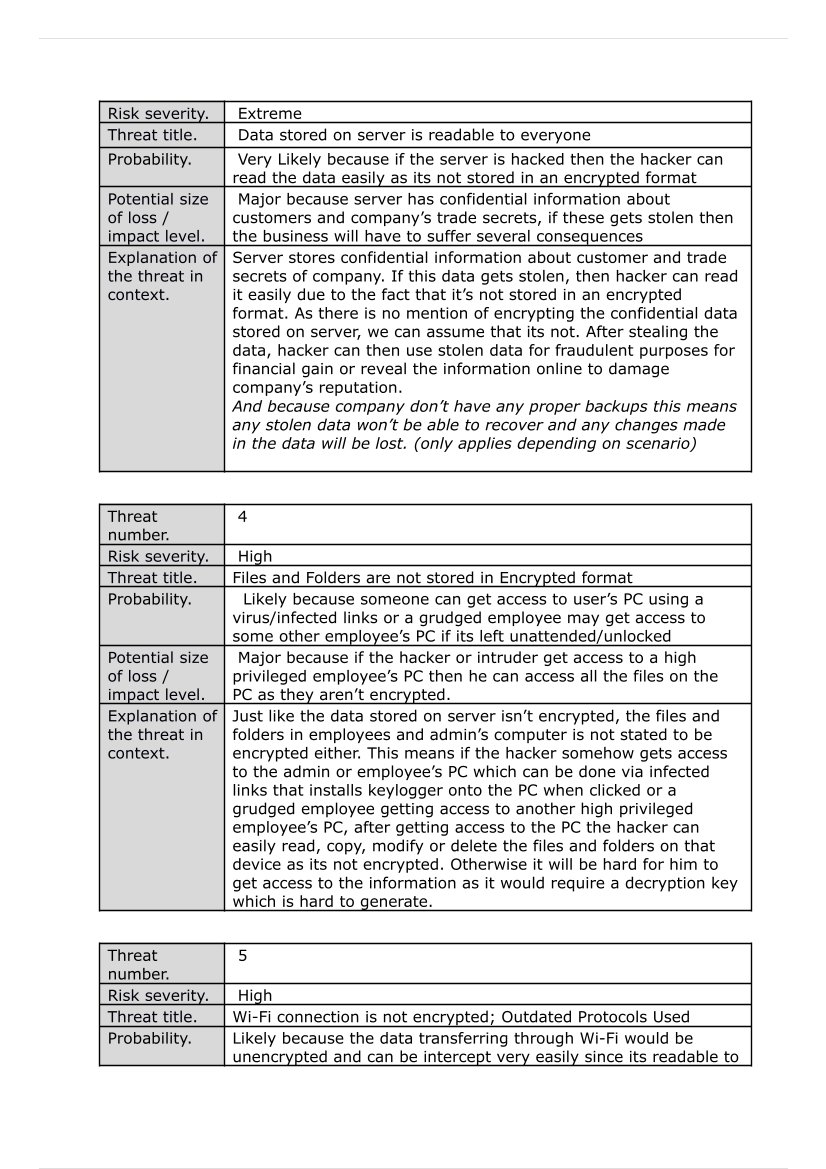 Risk severity. Extreme
Threat title. Data stored on server is readable to everyone
Probability. Very Likely because if the server is hacked then the hacker can
read the data easily as its not stored in an encrypted format
Potential size Major because server has confidential information about
of loss / customers and company’s trade secrets, if these gets stolen then
impact level. the business will have to suffer several consequences
Explanation of Server stores confidential information about customer and trade
the threat in secrets of company. If this data gets stolen, then hacker can read
context. it easily due to the fact that it’s not stored in an encrypted
format. As there is no mention of encrypting the confidential data
stored on server, we can assume that its not. After stealing the
data, hacker can then use stolen data for fraudulent purposes for
financial gain or reveal the information online to damage
company’s reputation.
And because company don’t have any proper backups this means
any stolen data won’t be able to recover and any changes made
in the data will be lost. (only applies depending on scenario)
Threat 4
number.
Risk severity. High
Threat title. Files and Folders are not stored in Encrypted format
Probability. Likely because someone can get access to user’s PC using a
virus/infected links or a grudged employee may get access to
some other employee’s PC if its left unattended/unlocked
Potential size Major because if the hacker or intruder get access to a high
of loss / privileged employee’s PC then he can access all the files on the
impact level. PC as they aren’t encrypted.
Explanation of Just like the data stored on server isn’t encrypted, the files and
the threat in folders in employees and admin’s computer is not stated to be
context. encrypted either. This means if the hacker somehow gets access
to the admin or employee’s PC which can be done via infected
links that installs keylogger onto the PC when clicked or a
grudged employee getting access to another high privileged
employee’s PC, after getting access to the PC the hacker can
easily read, copy, modify or delete the files and folders on that
device as its not encrypted. Otherwise it will be hard for him to
get access to the information as it would require a decryption key
which is hard to generate.
Threat 5
number.
Risk severity. High
Threat title. Wi-Fi connection is not encrypted; Outdated Protocols Used
Probability. Likely because the data transferring through Wi-Fi would be
unencrypted and can be intercept very easily since its readable to